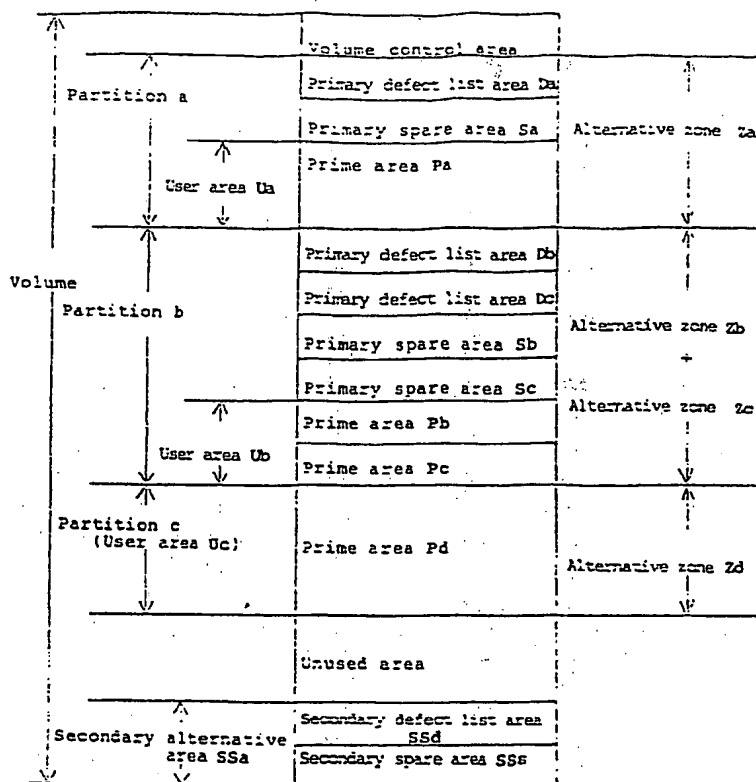 Volume control area
Primary defect list area Da
Partition a
Primary spare area Sa
Alternative zone Za
Prime area Pa
User area Ua
Primary defect list area Db
Volume
Primary defect list area Dc
Partition b
Alternative zone Zb
Primary spare area Sb
+
Primary spare area Sc
Alternative zone Zc
Prime area Pb
User area Ub
Prime area Pc
Partition c
(User area Uc)
Prime area Pd
Alternative zone Zd
Unused area
Secondary defect list area
SSd
Secondary alternative
area SSa
Secondary spare area SSs